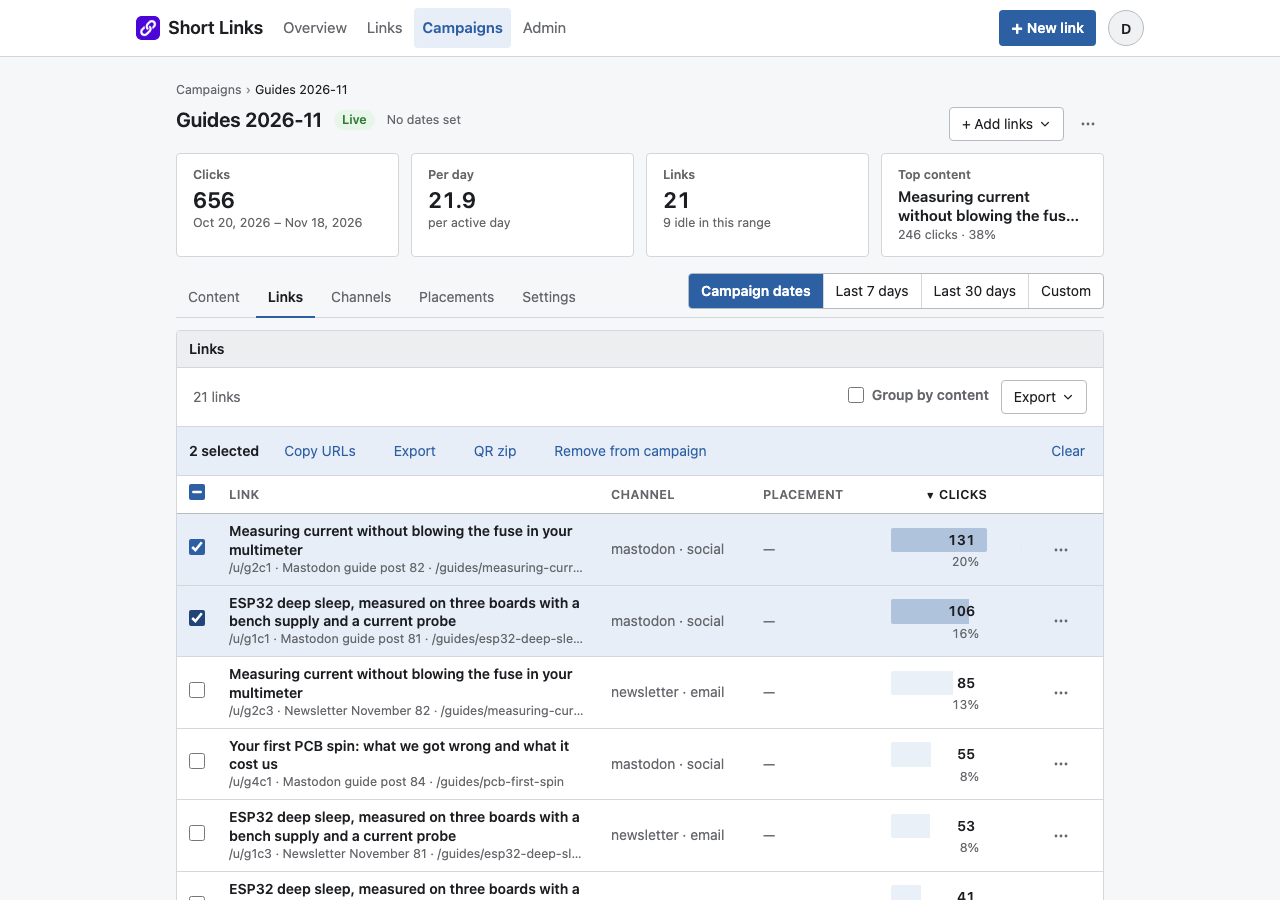 Short Links
Overview
Links
Campaigns
Admin
+ New link
D
Campaigns › Guides 2026-11
Guides 2026-11
Live
No dates set
+ Add links
Clicks
656
Oct 20, 2026 – Nov 18, 2026
Per day
21.9
per active day
Links
21
9 idle in this range
Top content
Measuring current
without blowing the fus...
246 clicks · 38%
Content
Links
Channels
Placements
Settings
Campaign dates
Last 7 days
Last 30 days
Custom
Links
21 links
Group by content
Export
2 selected
Copy URLs
Export
QR zip
Remove from campaign
Clear
LINK
CHANNEL
PLACEMENT
▼ CLICKS
Measuring current without blowing the fuse in your
multimeter
/u/g2c1 · Mastodon guide post 82 · /guides/measuring-curr...
mastodon · social
—
131
20%
ESP32 deep sleep, measured on three boards with a
bench supply and a current probe
/u/g1c1 · Mastodon guide post 81 · /guides/esp32-deep-sle...
mastodon · social
—
106
16%
Measuring current without blowing the fuse in your
multimeter
/u/g2c3 · Newsletter November 82 · /guides/measuring-cur...
newsletter · email
—
85
13%
Your first PCB spin: what we got wrong and what it
cost us
/u/g4c1 · Mastodon guide post 84 · /guides/pcb-first-spin
mastodon · social
—
55
8%
ESP32 deep sleep, measured on three boards with a
bench supply and a current probe
/u/g1c3 · Newsletter November 81 · /guides/esp32-deep-sl...
newsletter · email
—
53
8%
ESP32 deep sleep, measured on three boards with a
41